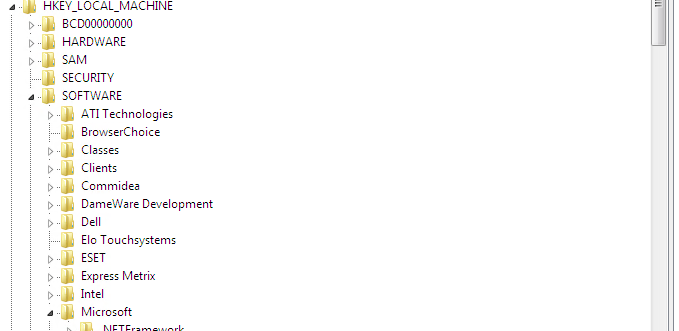 HKEY_LOCAL_MACHINE
BCD00000000
HARDWARE
SAM
SECURITY
SOFTWARE
ATI Technologies
BrowserChoice
Classes
Clients
Commidea
DameWare Development
Dell
Elo Touchsystems
ESET
Express Metrix
Intel
Microsoft
.NETFramework